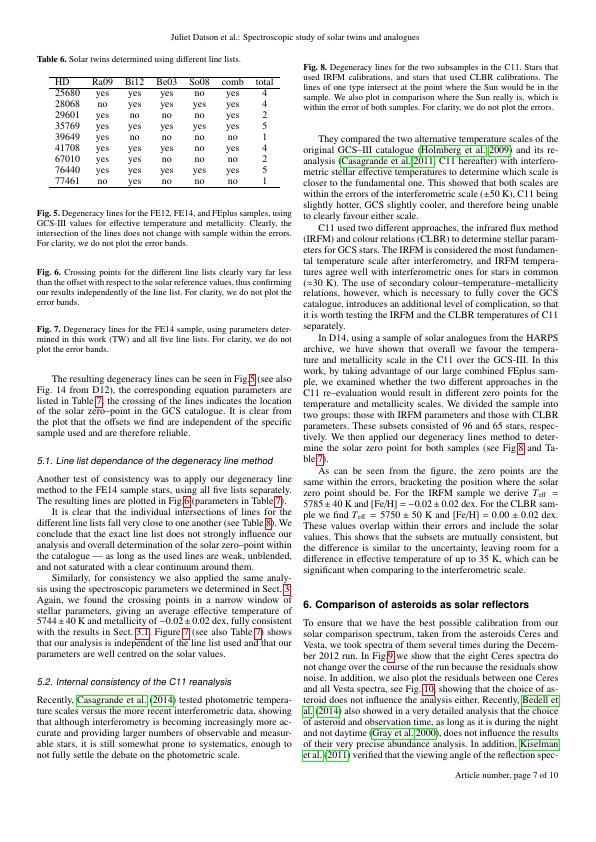 Juliet Datson et al.: Spectroscopic study of solar twins and analogues
Table 6. Solar twins determined using different line lists.
HD Ra09 Bi12 Be03 So08 comb total
25680 yes yes yes no yes 4
28068 no yes yes yes yes 4
29601 yes no no no yes 2
35769 yes yes yes yes yes 5
39649 yes no no no no 1
41708 yes yes yes no yes 4
67010 no yes no no yes 2
76440 yes yes yes yes yes 5
77461 no yes no no no 1
Fig. 5. Degeneracy lines for the FE12, FE14, and FEplus samples, using
GCS-III values for effective temperature and metallicity. Clearly, the
intersection of the lines does not change with sample within the errors.
For clarity, we do not plot the error bands.
Fig. 6. Crossing points for the different line lists clearly vary far less
than the offset with respect to the solar reference values, thus confirming
our results independently of the line list. For clarity, we do not plot the
error bands.
Fig. 7. Degeneracy lines for the FE14 sample, using parameters deter-
mined in this work (TW) and all five line lists. For clarity, we do not
plot the error bands.
The resulting degeneracy lines can be seen in Fig.5 (see also
Fig. 14 from D12), the corresponding equation parameters are
listed in Table 7, the crossing of the lines indicates the location
of the solar zero–point in the GCS catalogue. It is clear from
the plot that the offsets we find are independent of the specific
sample used and are therefore reliable.
5.1. Line list dependance of the degeneracy line method
Another test of consistency was to apply our degeneracy line
method to the FE14 sample stars, using all five line lists separately.
The resulting lines are plotted in Fig.6 (parameters in Table 7).
It is clear that the individual intersections of lines for the
different line lists fall very close to one another (see Table 8). We
conclude that the exact line list does not strongly influence our
analysis and overall determination of the solar zero–point within
the catalogue — as long as the used lines are weak, unblended,
and not saturated with a clear continuum around them.
Similarly, for consistency we also applied the same analy-
sis using the spectroscopic parameters we determined in Sect. 3.
Again, we found the crossing points in a narrow window of
stellar parameters, giving an average effective temperature of
5744 ± 40 K and metallicity of −0.02 ± 0.02 dex, fully consistent
with the results in Sect. 3.1. Figure 7 (see also Table 7) shows
that our analysis is independent of the line list used and that our
parameters are well centred on the solar values.
5.2. Internal consistency of the C11 reanalysis
Recently, Casagrande et al. (2014) tested photometric tempera-
ture scales versus the more recent interferometric data, showing
that although interferometry is becoming increasingly more ac-
curate and providing larger numbers of observable and measur-
able stars, it is still somewhat prone to systematics, enough to
not fully settle the debate on the photometric scale.
Fig. 8. Degeneracy lines for the two subsamples in the C11. Stars that
used IRFM calibrations, and stars that used CLBR calibrations. The
lines of one type intersect at the point where the Sun would be in the
sample. We also plot in comparison where the Sun really is, which is
within the error of both samples. For clarity, we do not plot the errors.
They compared the two alternative temperature scales of the
original GCS–III catalogue (Holmberg et al. 2009) and its re-
analysis (Casagrande et al. 2011, C11 hereafter) with interfero-
metric stellar effective temperatures to determine which scale is
closer to the fundamental one. This showed that both scales are
within the errors of the interferometric scale (±50 K), C11 being
slightly hotter, GCS slightly cooler, and therefore being unable
to clearly favour either scale.
C11 used two different approaches, the infrared flux method
(IRFM) and colour relations (CLBR) to determine stellar param-
eters for GCS stars. The IRFM is considered the most fundamen-
tal temperature scale after interferometry, and IRFM tempera-
tures agree well with interferometric ones for stars in common
(≈30 K). The use of secondary colour–temperature–metallicity
relations, however, which is necessary to fully cover the GCS
catalogue, introduces an additional level of complication, so that
it is worth testing the IRFM and the CLBR temperatures of C11
separately.
In D14, using a sample of solar analogues from the HARPS
archive, we have shown that overall we favour the tempera-
ture and metallicity scale in the C11 over the GCS-III. In this
work, by taking advantage of our large combined FEplus sam-
ple, we examined whether the two different approaches in the
C11 re–evaluation would result in different zero points for the
temperature and metallicity scales. We divided the sample into
two groups: those with IRFM parameters and those with CLBR
parameters. These subsets consisted of 96 and 65 stars, respec-
tively. We then applied our degeneracy lines method to deter-
mine the solar zero point for both samples (see Fig.8 and Ta-
ble 7).
As can be seen from the figure, the zero points are the
same within the errors, bracketing the position where the solar
zero point should be. For the IRFM sample we derive Teff =
5785 ± 40 K and [Fe/H] = −0.02 ± 0.02 dex. For the CLBR sam-
ple we find Teff = 5750 ± 50 K and [Fe/H] = 0.00 ± 0.02 dex.
These values overlap within their errors and include the solar
values. This shows that the subsets are mutually consistent, but
the difference is similar to the uncertainty, leaving room for a
difference in effective temperature of up to 35 K, which can be
significant when comparing to the interferometric scale.
6. Comparison of asteroids as solar reflectors
To ensure that we have the best possible calibration from our
solar comparison spectrum, taken from the asteroids Ceres and
Vesta, we took spectra of them several times during the Decem-
ber 2012 run. In Fig.9 we show that the eight Ceres spectra do
not change over the course of the run because the residuals show
noise. In addition, we also plot the residuals between one Ceres
and all Vesta spectra, see Fig. 10, showing that the choice of as-
teroid does not influence the analysis either. Recently, Bedell et
al. (2014) also showed in a very detailed analysis that the choice
of asteroid and observation time, as long as it is during the night
and not daytime (Gray et al. 2000), does not influence the results
of their very precise abundance analysis. In addition, Kiselman
et al. (2011) verified that the viewing angle of the reflection spec-
Article number, page 7 of 10